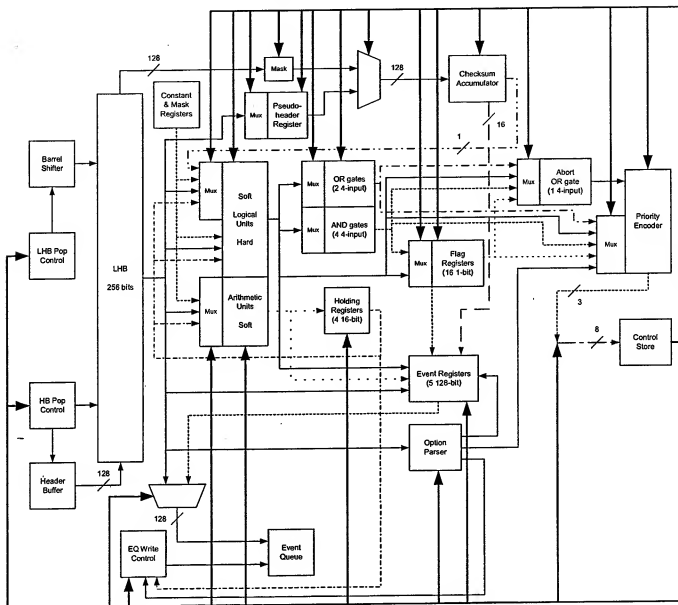 128
Mask
128
Checksum
Accumulator
Constant
& Mask
Registers
Mux
Pseudo-
header
Register
16
1
Barrel
Shifter
Mux
Soft
Logical
Units
Hard
Mux
OR gates
(2 4-input)
Mux
AND gates
(4 4-input)
Mux
Abort
OR gate
(1 4-input)
Mux
Priority
Encoder
LHB Pop
Control
LHB
256 bits
Mux
Flag
Registers
(16 1-bit)
Mux
Arithmetic
Units
Soft
Holding
Registers
(4 16-bit)
3
8
Control
Store
Event Registers
(5 128-bit)
HB Pop
Control
Option
Parser
Header
Buffer
128
128
EQ Write
Control
Event
Queue